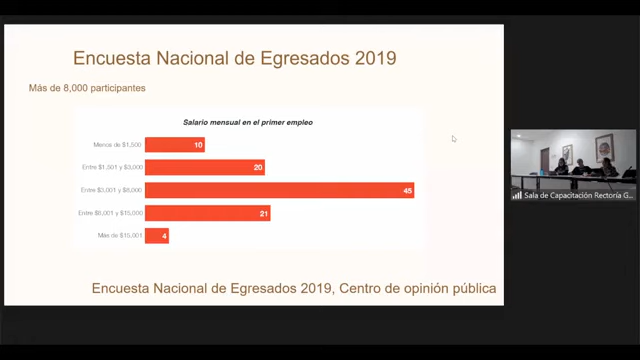 Encuesta Nacional de Egresados 2019
Más de 8,000 participantes
Salario mensual en el primer empleo
Menos de $1,500 10
Entre $1,501 y $3,000 20
Entre $3,001 y $8,000 45
Entre $8,001 y $15,000 21
Más de $15,001 4
Encuesta Nacional de Egresados 2019, Centro de opinión pública
Sala de Capacitación Rectoría G...